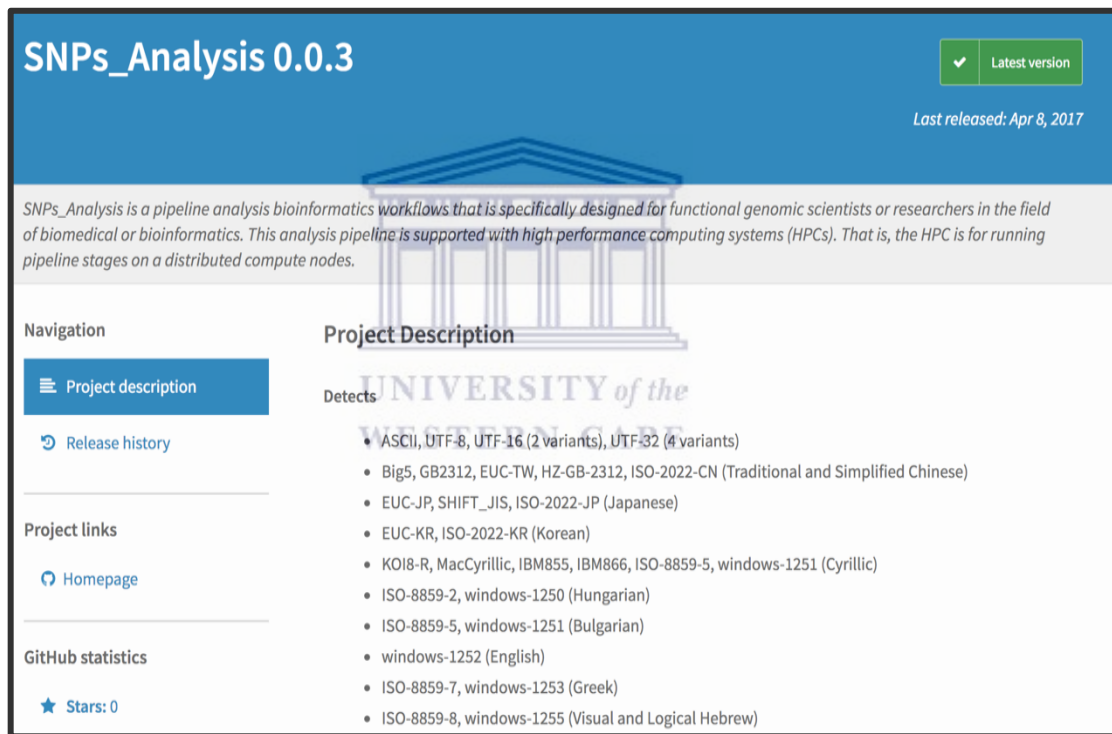 SNPs_Analysis 0.0.3
Latest version
Last released: Apr 8, 2017
SNPs_Analysis is a pipeline analysis bioinformatics workflows that is specifically designed for functional genomic scientists or researchers in the field
of biomedical or bioinformatics. This analysis pipeline is supported with high performance computing systems (HPCs). That is, the HPC is for running
pipeline stages on a distributed compute nodes.
Navigation
Project description
Release history
Project links
Homepage
GitHub statistics
Stars: 0
Project Description
Detects
UNIVERSITY of the
WESTERN CAPE
• ASCII, UTF-8, UTF-16 (2 variants), UTF-32 (4 variants)
• Big5, GB2312, EUC-TW, HZ-GB-2312, ISO-2022-CN (Traditional and Simplified Chinese)
• EUC-JP, SHIFT_JIS, ISO-2022-JP (Japanese)
• EUC-KR, ISO-2022-KR (Korean)
• KOI8-R, MacCyrillic, IBM855, IBM866, ISO-8859-5, windows-1251 (Cyrillic)
• ISO-8859-2, windows-1250 (Hungarian)
• ISO-8859-5, windows-1251 (Bulgarian)
• windows-1252 (English)
• ISO-8859-7, windows-1253 (Greek)
• ISO-8859-8, windows-1255 (Visual and Logical Hebrew)